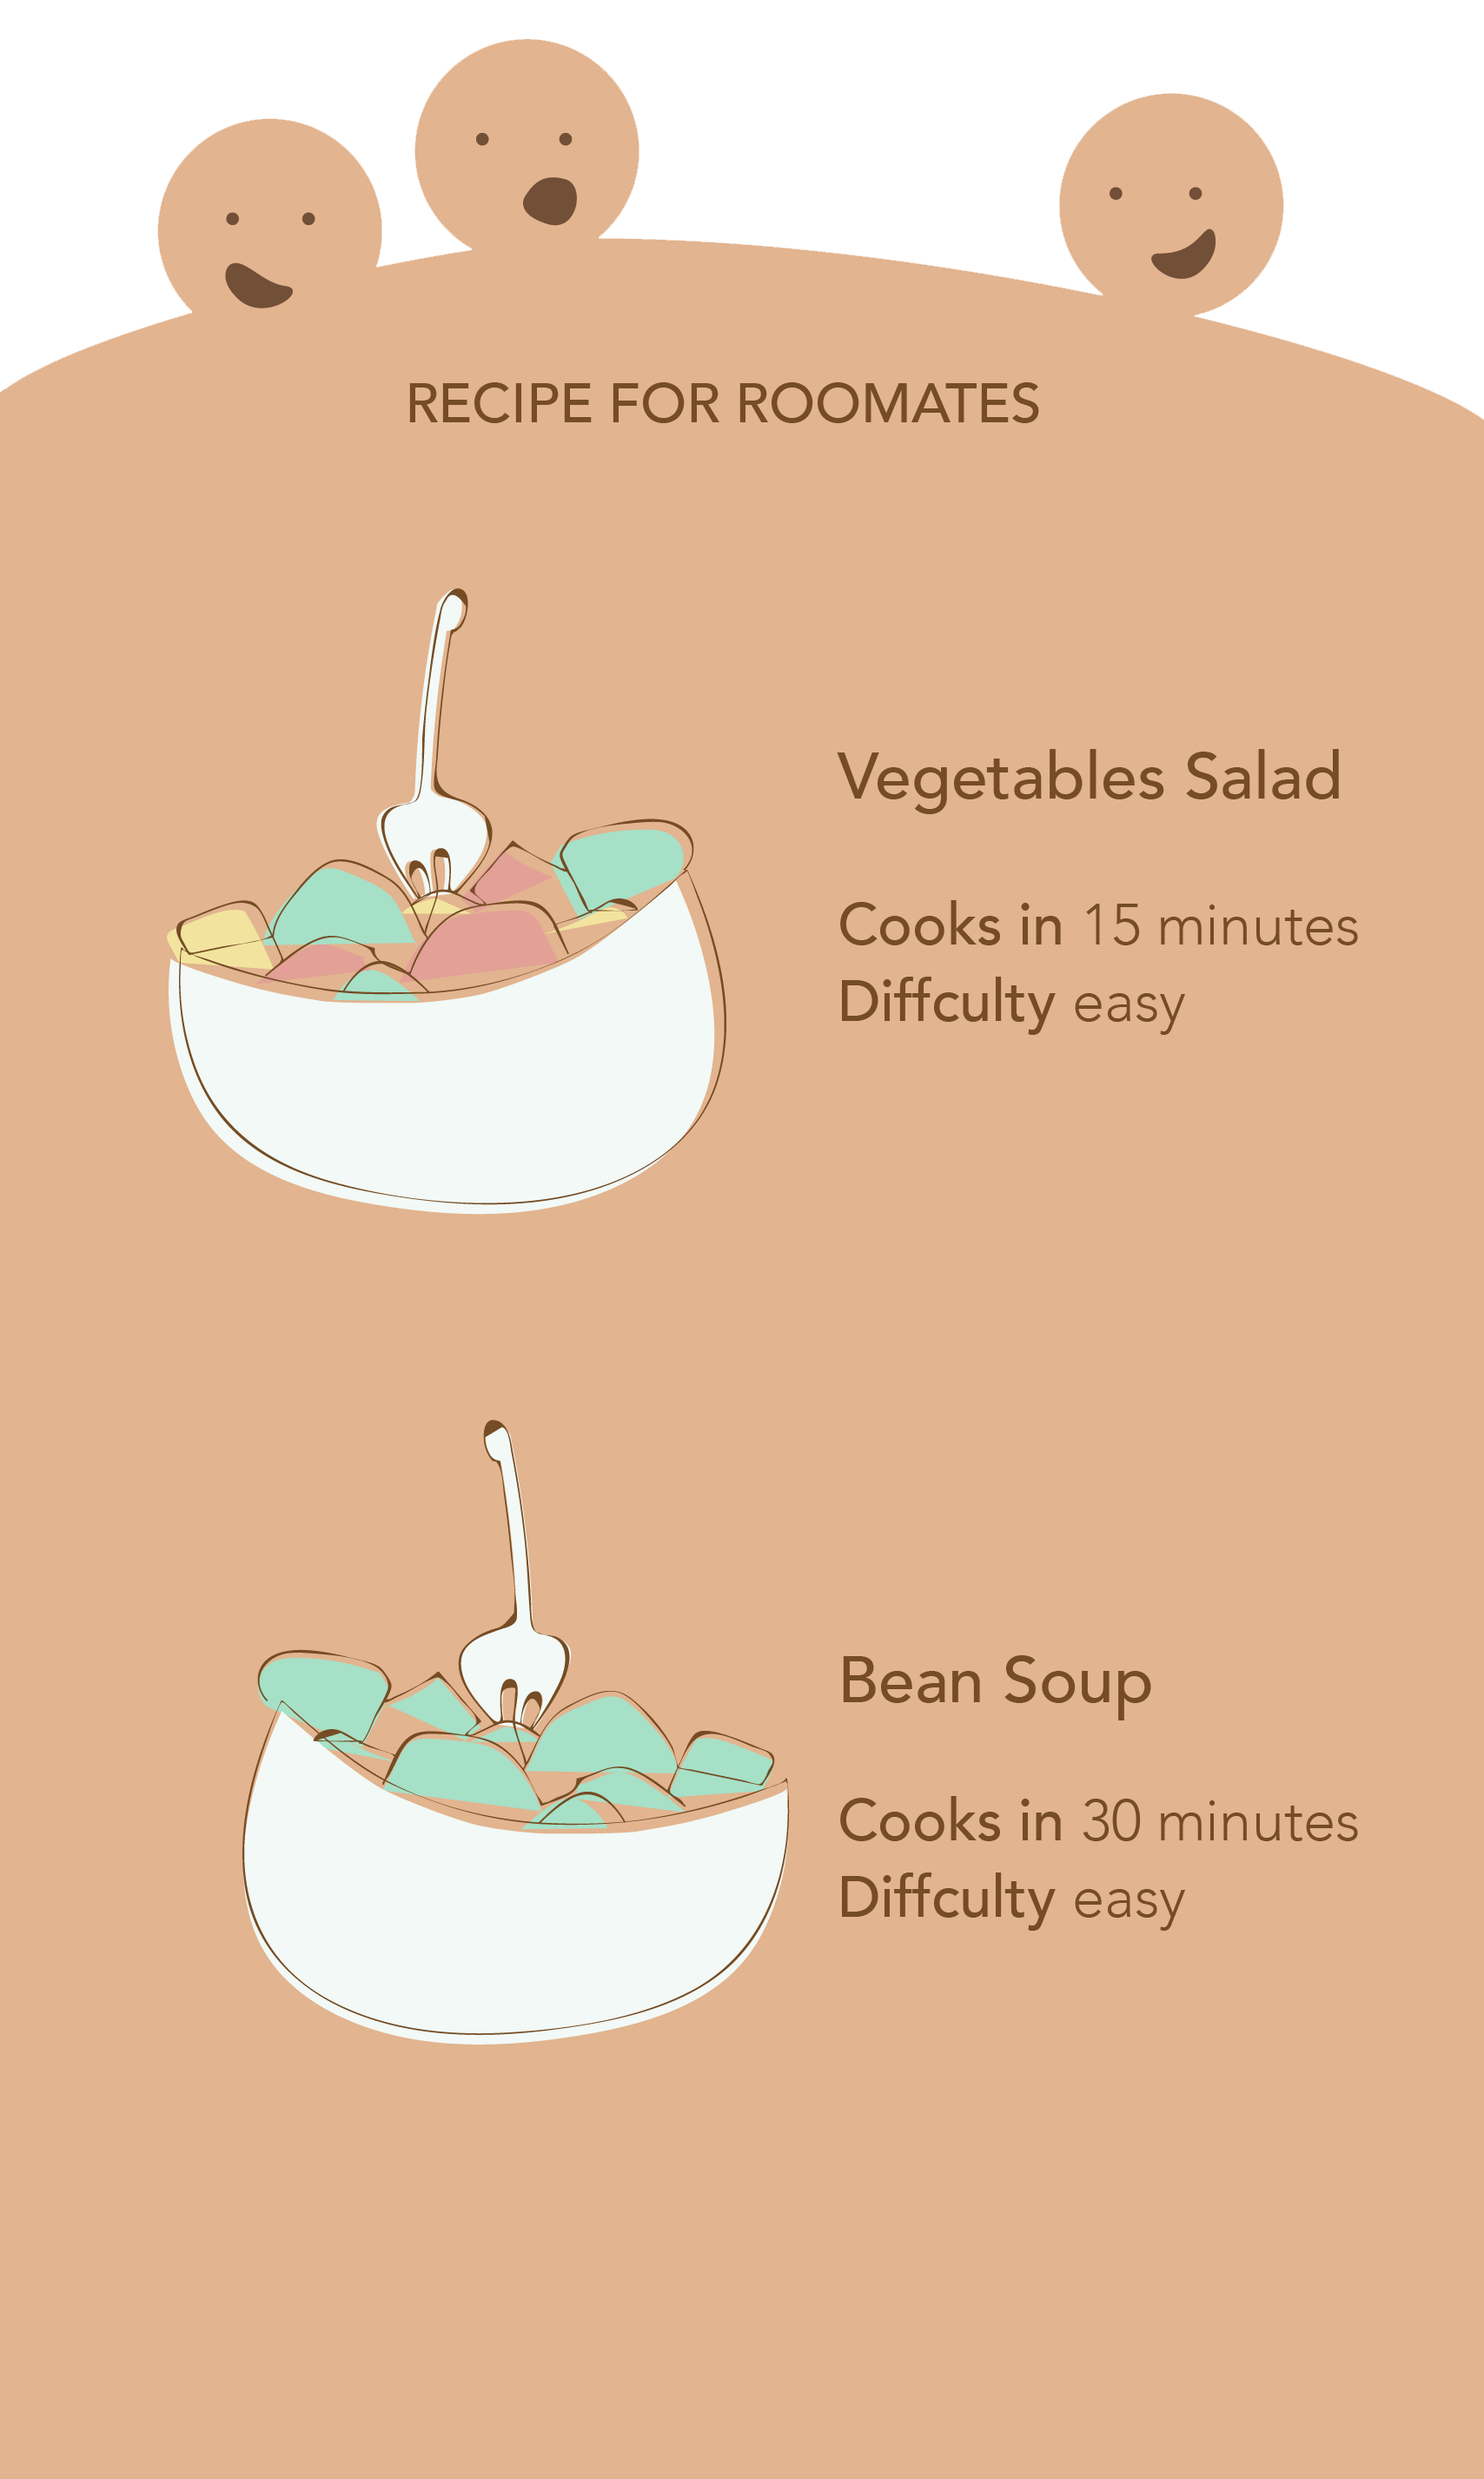 RECIPE FOR ROOMATES
Vegetables Salad
Cooks in 15 minutes
Diffculty easy
Bean Soup
Cooks in 30 minutes
Diffculty easy